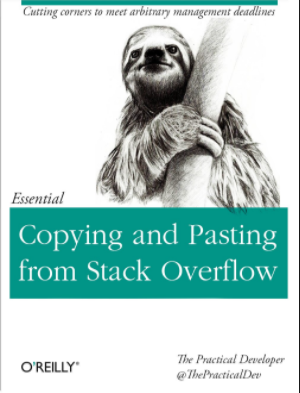 Cutting corners to meet arbitrary management deadlines
Essential
Copying and Pasting
from Stack Overflow
O'REILLY®
The Practical Developer
@ThePracticalDev